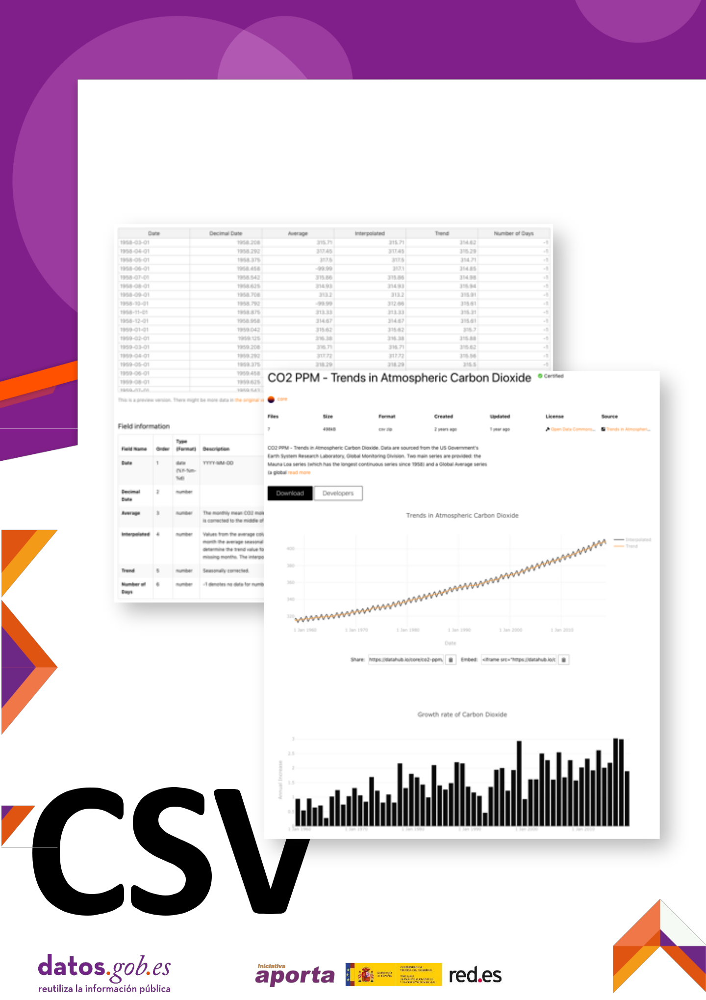 Date Decimal Date Average Interpolated Trend Number of Days
1958-03-01 1958.208 315.71 315.71 314.62 -1
1958-04-01 1958.292 317.45 317.45 315.29 -1
1958-05-01 1958.375 317.5 317.5 314.71 -1
1958-06-01 1958.458 -99.99 317.1 314.85 -1
1958-07-01 1958.542 315.86 315.86 314.98 -1
1958-08-01 1958.625 314.93 314.93 315.94 -1
1958-09-01 1958.708 313.2 313.2 315.91 -1
1958-10-01 1958.792 -99.99 312.66 315.61 -1
1958-11-01 1958.875 313.33 313.33 315.31 -1
1958-12-01 1958.958 314.67 314.67 315.61 -1
1959-01-01 1959.042 315.62 315.62 315.7 -1
1959-02-01 1959.125 316.38 316.38 315.88 -1
1959-03-01 1959.208 316.71 316.71 315.62 -1
1959-04-01 1959.292 317.72 317.72 315.56 -1
1959-05-01 1959.375 318.29 318.29 315.5 -1
1959-06-01 1959.458
1959-08-01 1959.625
1959-07-01 1959.542
This is a preview version. There might be more data in the original
Field information
Field Name Order Type (Format) Description
Date 1 date (%Y-%m-%d) YYYY-MM-DD
Decimal Date 2 number
Average 3 number The monthly mean CO2 mole
is corrected to the middle of
Interpolated 4 number Values from the average
month the average seasonal
determine the trend value
missing months. The
Trend 5 number Seasonally corrected.
Number of Days 6 number -1 denotes no data for
CO2 PPM - Trends in Atmospheric Carbon Dioxide Certified
core
Files Size Format Created Updated License Source
7 498kB csv zip 2 years ago 1 year ago Open Data Commons... Trends in Atmospheri...
CO2 PPM - Trends in Atmospheric Carbon Dioxide. Data are sourced from the US Government's
Earth System Research Laboratory, Global Monitoring Division. Two main series are provided: the
Mauna Loa series (which has the longest continuous series since 1958) and a Global Average series
(a global read more
Download Developers
Trends in Atmospheric Carbon Dioxide
Interpolated
Trend
400
380
360
340
320
1 Jan 1960 1 Jan 1970 1 Jan 1980 1 Jan 1990 1 Jan 2000 1 Jan 2010
Date
Share: https://datahub.io/core/co2-ppm, Embed: <iframe src="https://datahub.io/c
Growth rate of Carbon Dioxide
Annual Increase
3
2.5
2
1.5
1
0.5
1 Jan 1960 1 Jan 1970 1 Jan 1980 1 Jan 1990 1 Jan 2000 1 Jan 2010
CSV
datos.gob.es
reutiliza la información pública
Iniciativa
aporta
GOBIERNO
DE ESPAÑA
VICEPRESIDENCIA
TERCERA DEL GOBIERNO
MINISTERIO
DE ASUNTOS ECONÓMICOS
Y TRANSFORMACIÓN DIGITAL
red.es